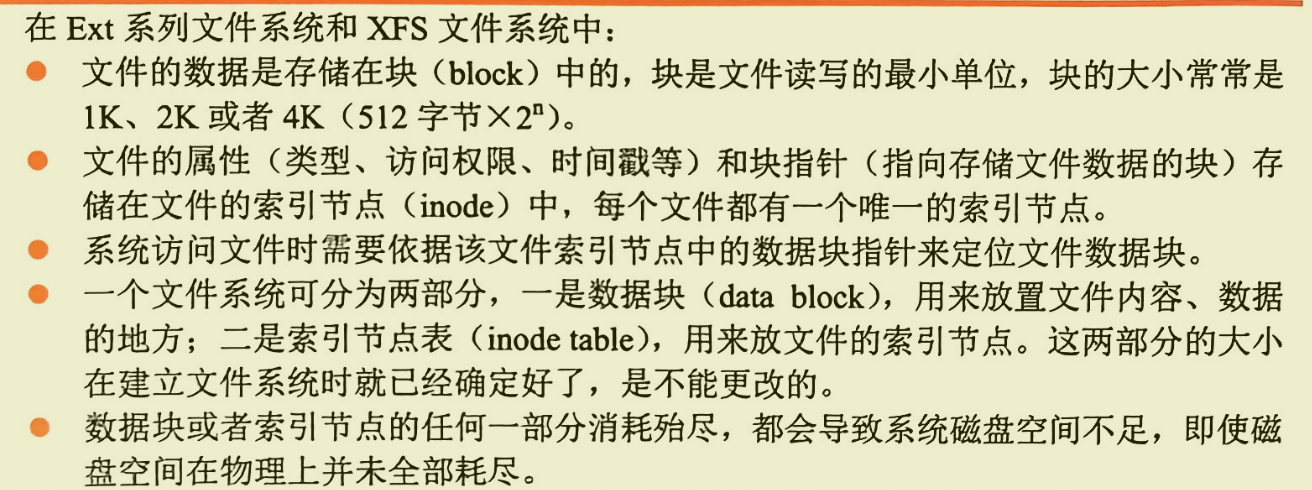 在 Ext 系列文件系统和 XFS 文件系统中：
● 文件的数据是存储在块（block）中的，块是文件读写的最小单位，块的大小常常是
1K、2K 或者 4K（512 字节×2ⁿ）。
● 文件的属性（类型、访问权限、时间戳等）和块指针（指向存储文件数据的块）存
储在文件的索引节点（inode）中，每个文件都有一个唯一的索引节点。
● 系统访问文件时需要依据该文件索引节点中的数据块指针来定位文件数据块。
● 一个文件系统可分为两部分，一是数据块（data block），用来放置文件内容、数据
的地方；二是索引节点表（inode table），用来放文件的索引节点。这两部分的大小
在建立文件系统时就已经确定好了，是不能更改的。
● 数据块或者索引节点的任何一部分消耗殆尽，都会导致系统磁盘空间不足，即使磁
盘空间在物理上并未全部耗尽。